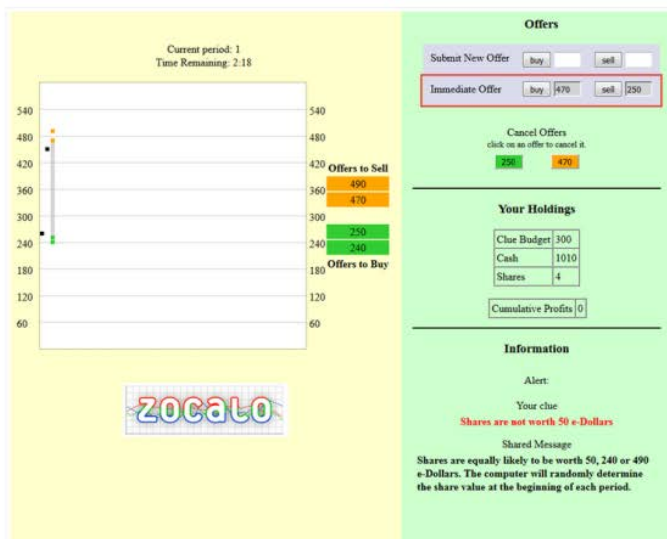 Current period: 1
Time Remaining: 2:18
540
480
420
360
300
240
180
120
60
540
480
420
360
300
240
180
120
60
Offers to Sell
490
470
250
240
Offers to Buy
zocalo
Offers
Submit New Offer buy sell
Immediate Offer buy 470 sell 250
Cancel Offers
click on an offer to cancel it.
250 470
Your Holdings
Clue Budget 300
Cash 1010
Shares 4
Cumulative Profits 0
Information
Alert:
Your clue
Shares are not worth 50 e-Dollars
Shared Message
Shares are equally likely to be worth 50, 240 or 490
e-Dollars. The computer will randomly determine
the share value at the beginning of each period.